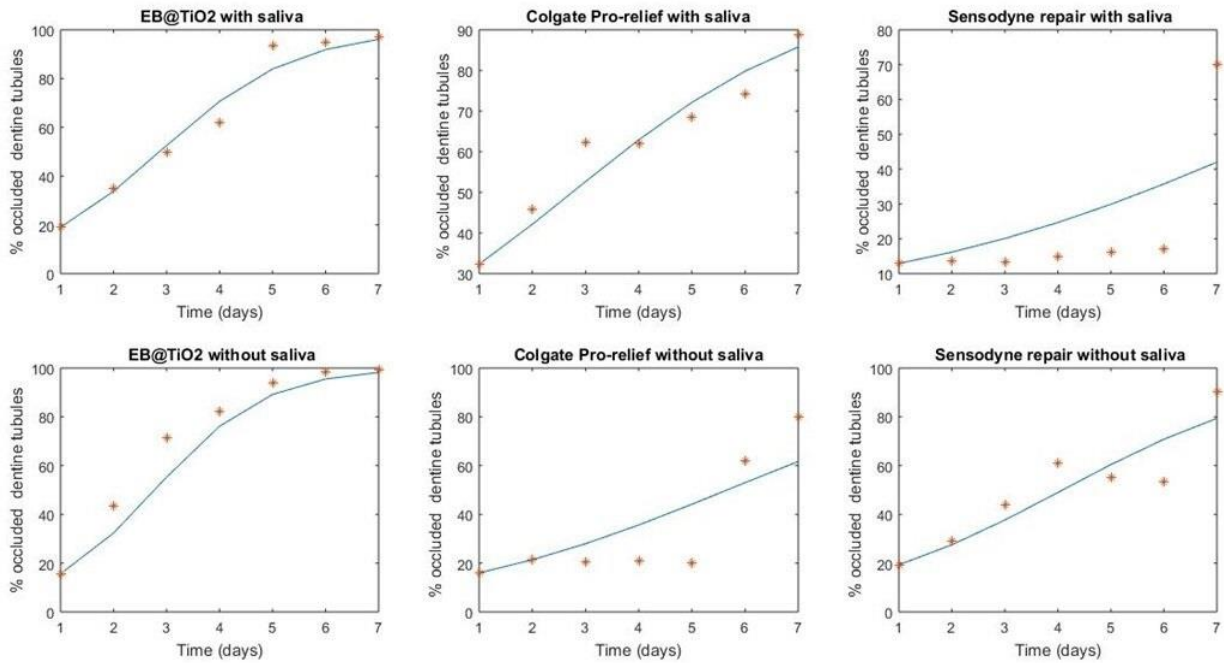 EB@TiO2 with saliva
% occluded dentine tubules
100
80
60
40
20
0
1 2 3 4 5 6 7
Time (days)
Colgate Pro-relief with saliva
% occluded dentine tubules
90
80
70
60
50
40
30
1 2 3 4 5 6 7
Time (days)
Sensodyne repair with saliva
% occluded dentine tubules
80
70
60
50
40
30
20
10
1 2 3 4 5 6 7
Time (days)
EB@TiO2 without saliva
% occluded dentine tubules
100
80
60
40
20
0
1 2 3 4 5 6 7
Time (days)
Colgate Pro-relief without saliva
% occluded dentine tubules
100
80
60
40
20
0
1 2 3 4 5 6 7
Time (days)
Sensodyne repair without saliva
% occluded dentine tubules
100
80
60
40
20
0
1 2 3 4 5 6 7
Time (days)